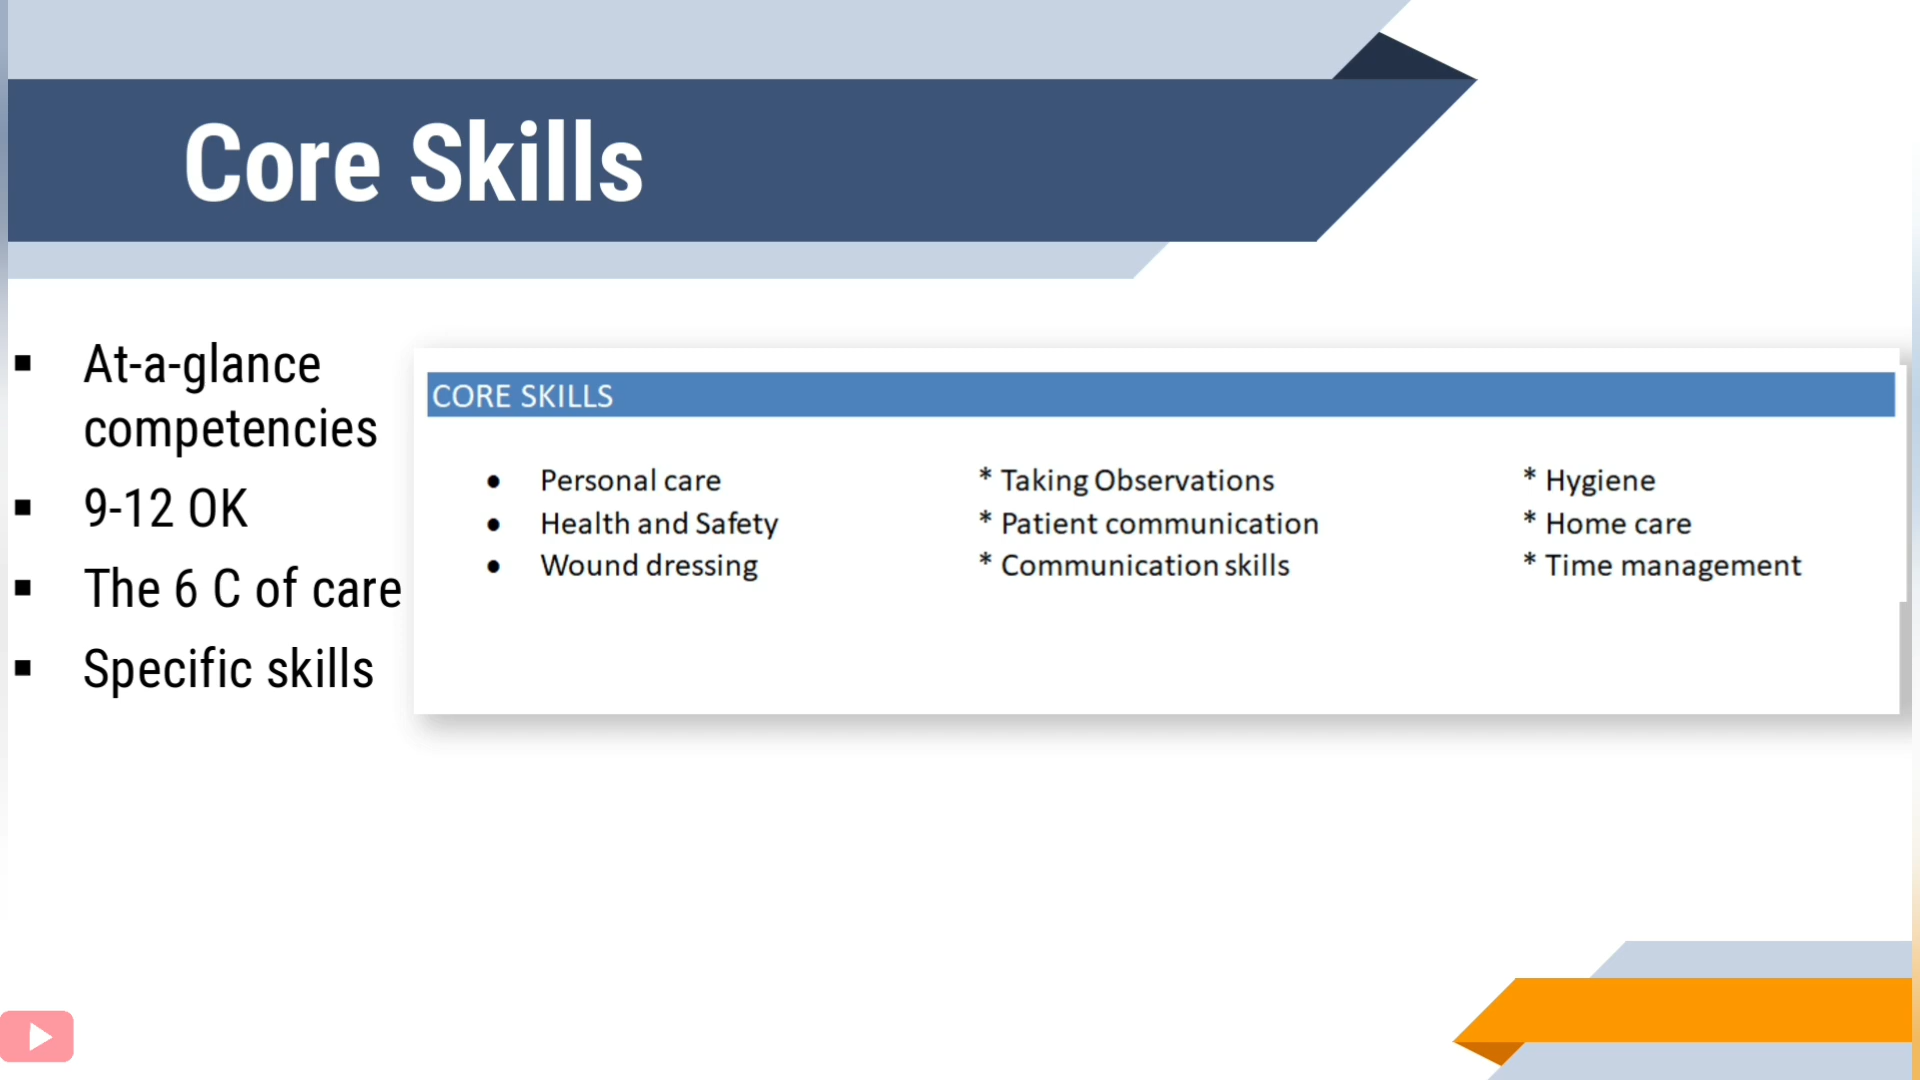 Core Skills
▪ At-a-glance
competencies
▪ 9-12 OK
▪ The 6 C of care
▪ Specific skills
CORE SKILLS
● Personal care * Taking Observations * Hygiene
● Health and Safety * Patient communication * Home care
● Wound dressing * Communication skills * Time management